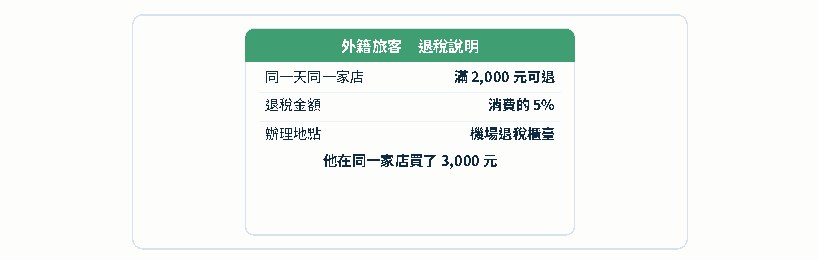 外籍旅客　退稅說明
同一天同一家店 滿 2,000 元可退
退稅金額 消費的 5%
辦理地點 機場退稅櫃臺
他在同一家店買了 3,000 元